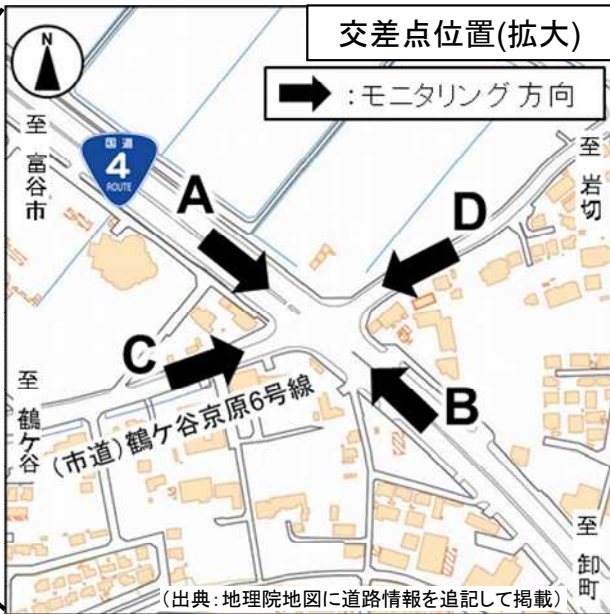 交差点位置(拡大)
N
:モニタリング方向
至 富谷市
国道
4
ROUTE
至 岩切
A
D
C
B
至 鶴ケ谷
(市道)鶴ケ谷京原6号線
至 卸町
(出典:地理院地図に道路情報を追記して掲載)